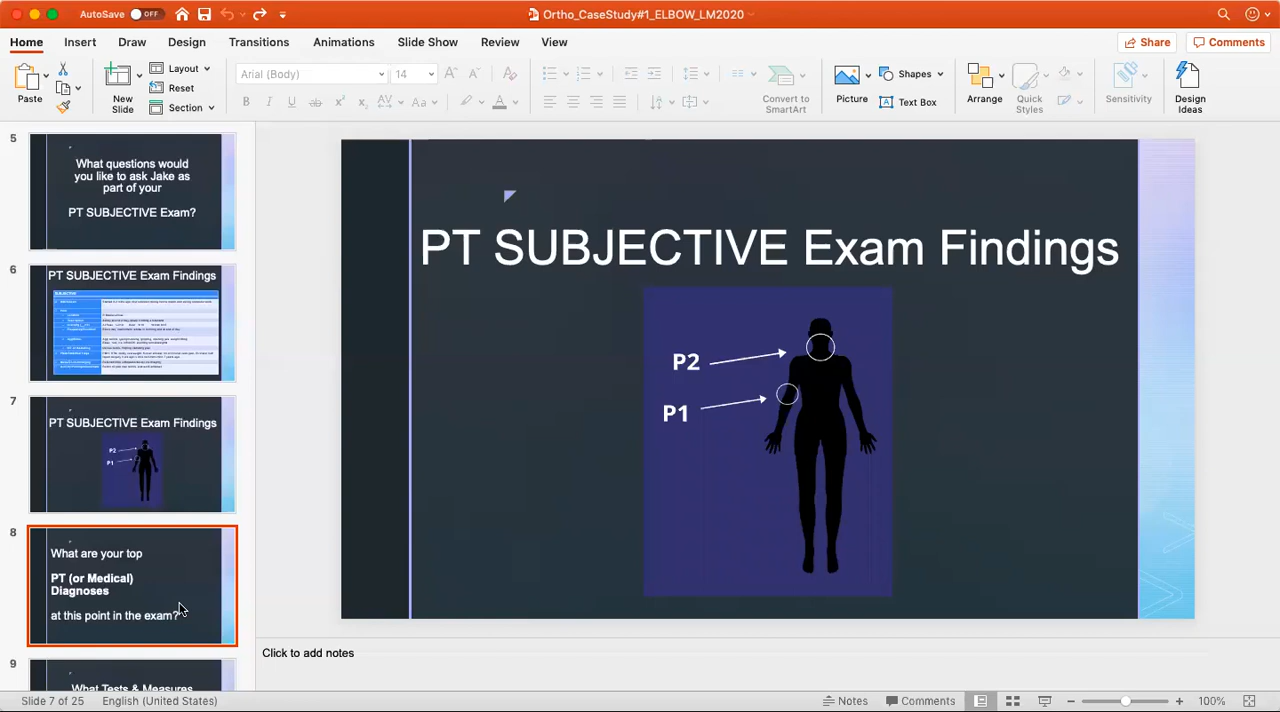 AutoSave OFF
Ortho_CaseStudy#1_ELBOW_LM2020
Home Insert Draw Design Transitions Animations Slide Show Review View
Share Comments
Paste
New
Slide
Layout
Reset
Section
Arial (Body) 14
Convert to
SmartArt
Picture
Shapes
Text Box
Arrange
Quick
Styles
Sensitivity
Design
Ideas
5
What questions would
you like to ask Jake as
part of your
PT SUBJECTIVE Exam?
6
PT SUBJECTIVE Exam Findings
7
PT SUBJECTIVE Exam Findings
P2
P1
8
What are your top
PT (or Medical)
Diagnoses
at this point in the exam?
9
What Tests & Measures
PT SUBJECTIVE Exam Findings
P2
P1
Click to add notes
Slide 7 of 25 English (United States) Notes Comments 100%